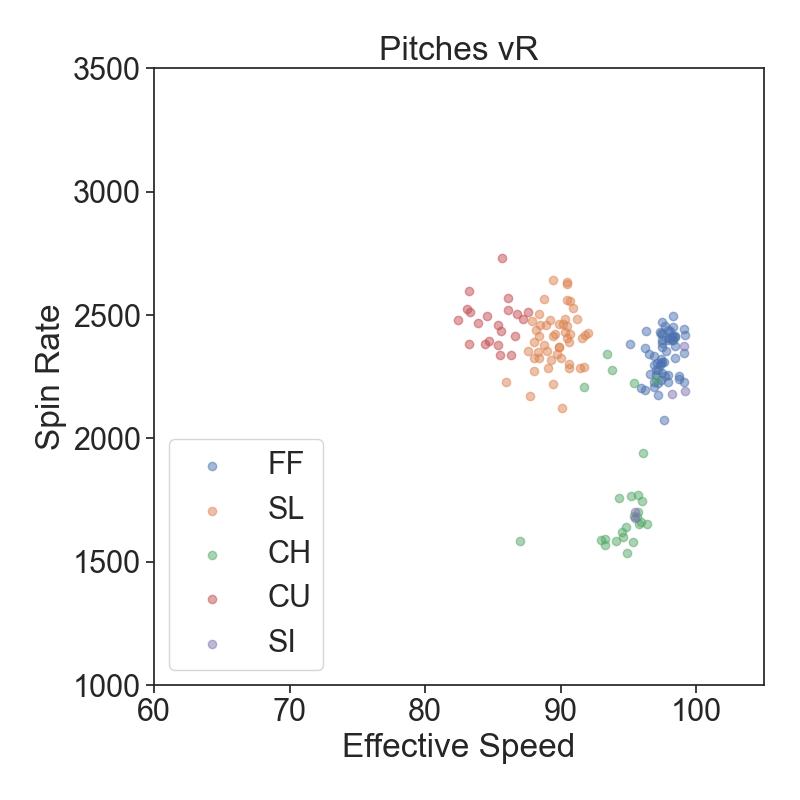 Pitches vR
3500
3000
2500
2000
1500
1000
Spin Rate
FF
SL
CH
CU
SI
60 70 80 90 100
Effective Speed